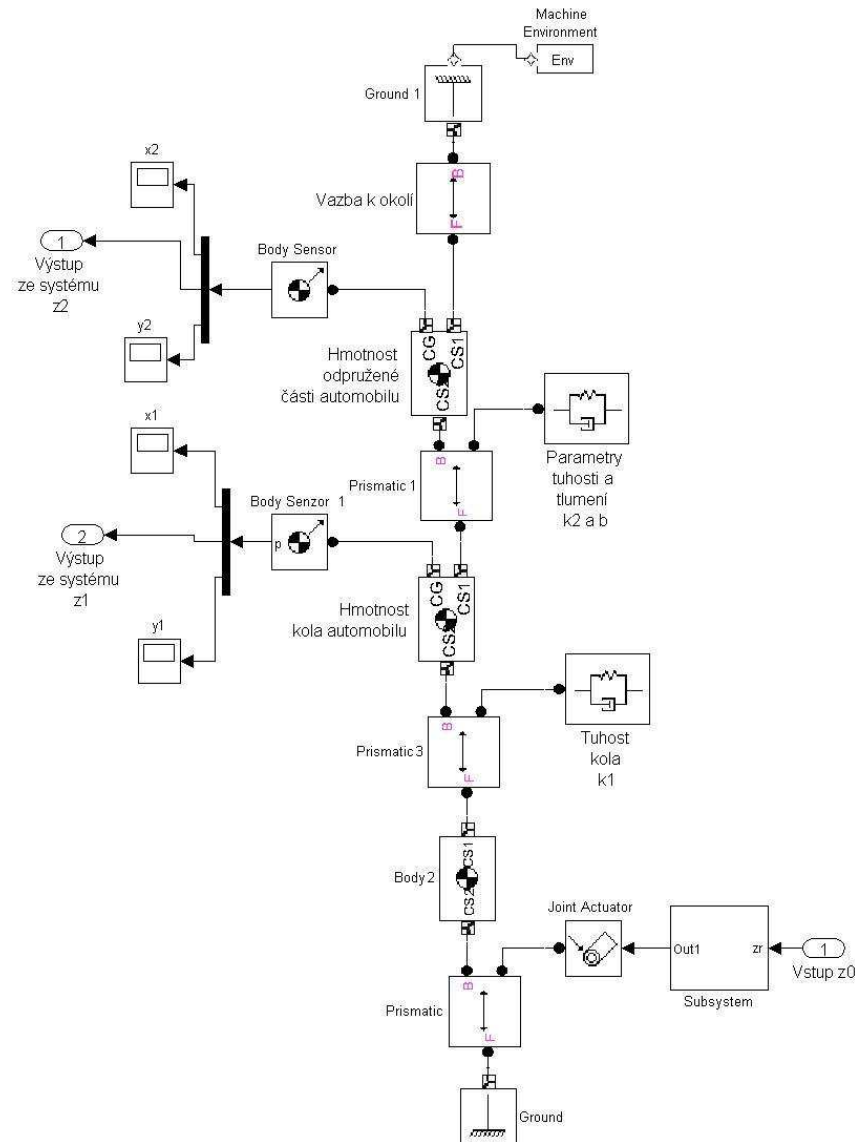 Machine
Environment
Env
Ground 1
B
F
Vazba k okolí
x2
1
Výstup
ze systému
z2
Body Sensor
y2
CG
CS1
CS2
Hmotnost
odpružené
části automobilu
Parametry
tuhosti a
tlumení
k2 a b
x1
B
F
Prismatic 1
Body Senzor 1
p
2
Výstup
ze systému
z1
CG
CS1
CS2
Hmotnost
kola automobilu
y1
B
F
Prismatic 3
Tuhost
kola
k1
CS1
CS2
Body 2
Joint Actuator
Out1
zr
Subsystem
1
Vstup z0
B
F
Prismatic
Ground